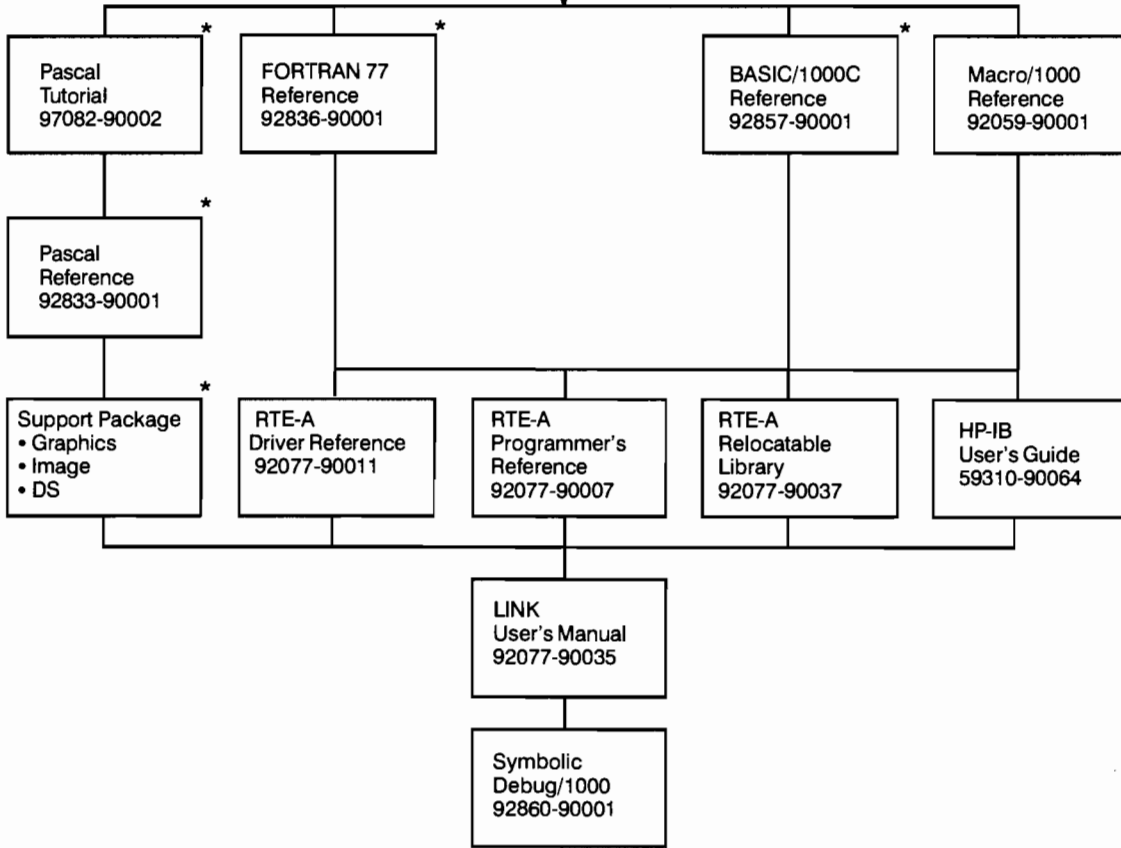 *
Pascal
Tutorial
97082-90002
*
FORTRAN 77
Reference
92836-90001
*
BASIC/1000C
Reference
92857-90001
Macro/1000
Reference
92059-90001
*
Pascal
Reference
92833-90001
*
Support Package
• Graphics
• Image
• DS
RTE-A
Driver Reference
92077-90011
RTE-A
Programmer's
Reference
92077-90007
RTE-A
Relocatable
Library
92077-90037
HP-IB
User's Guide
59310-90064
LINK
User's Manual
92077-90035
Symbolic
Debug/1000
92860-90001